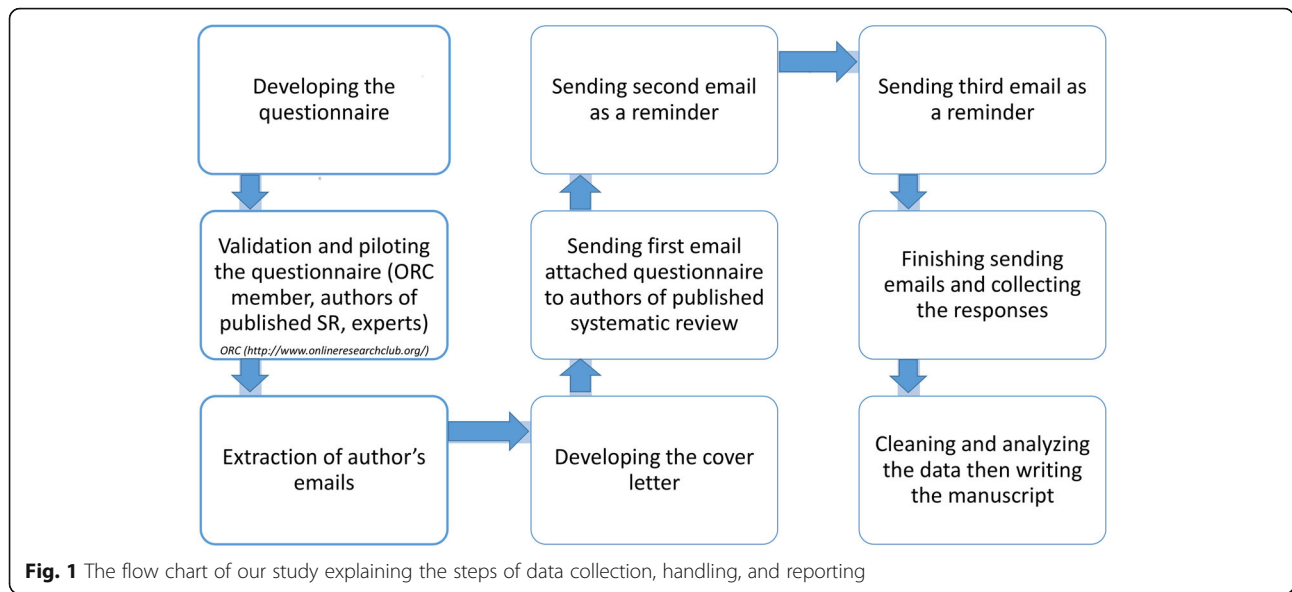 Developing the
questionnaire
Validation and piloting
the questionnaire (ORC
member, authors of
published SR, experts)
ORC (http://www.onlineresearchclub.org/)
Extraction of author's
emails
Developing the cover
letter
Sending first email
attached questionnaire
to authors of published
systematic review
Sending second email
as a reminder
Sending third email as
a reminder
Finishing sending
emails and collecting
the responses
Cleaning and analyzing
the data then writing
the manuscript
Fig. 1 The flow chart of our study explaining the steps of data collection, handling, and reporting